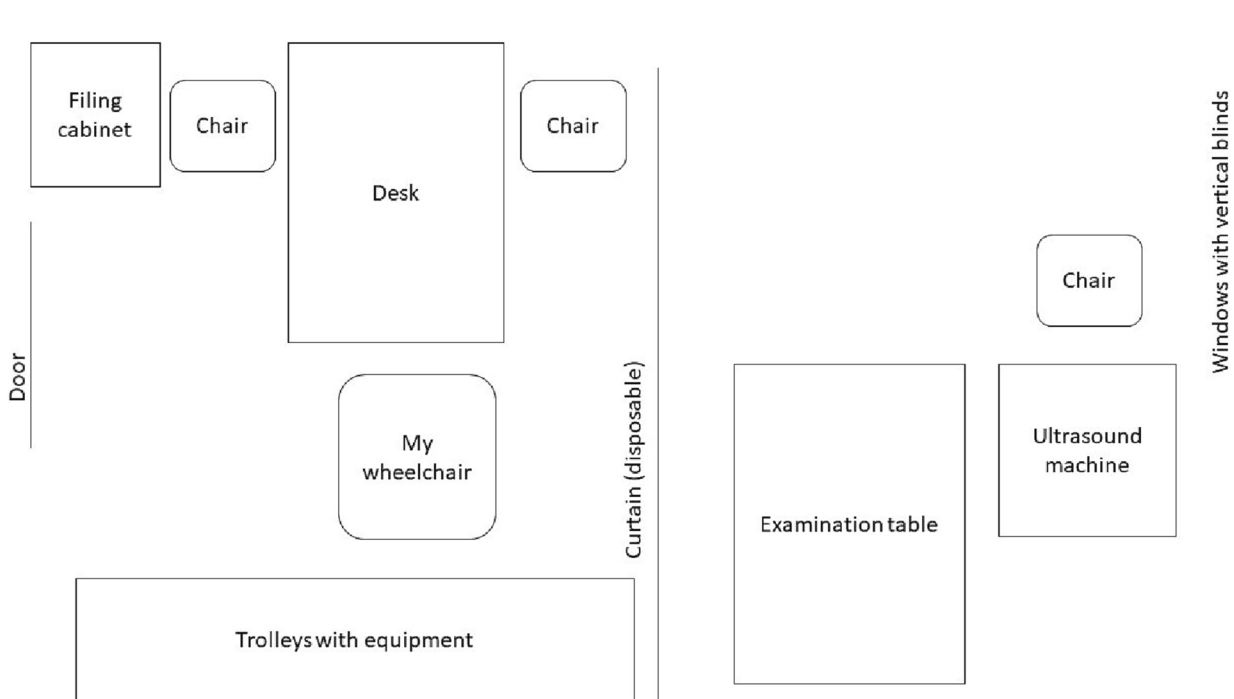 Filing
cabinet
Chair
Desk
Chair
Windows with vertical blinds
Chair
Door
My
wheelchair
Curtain (disposable)
Ultrasound
machine
Examination table
Trolleys with equipment